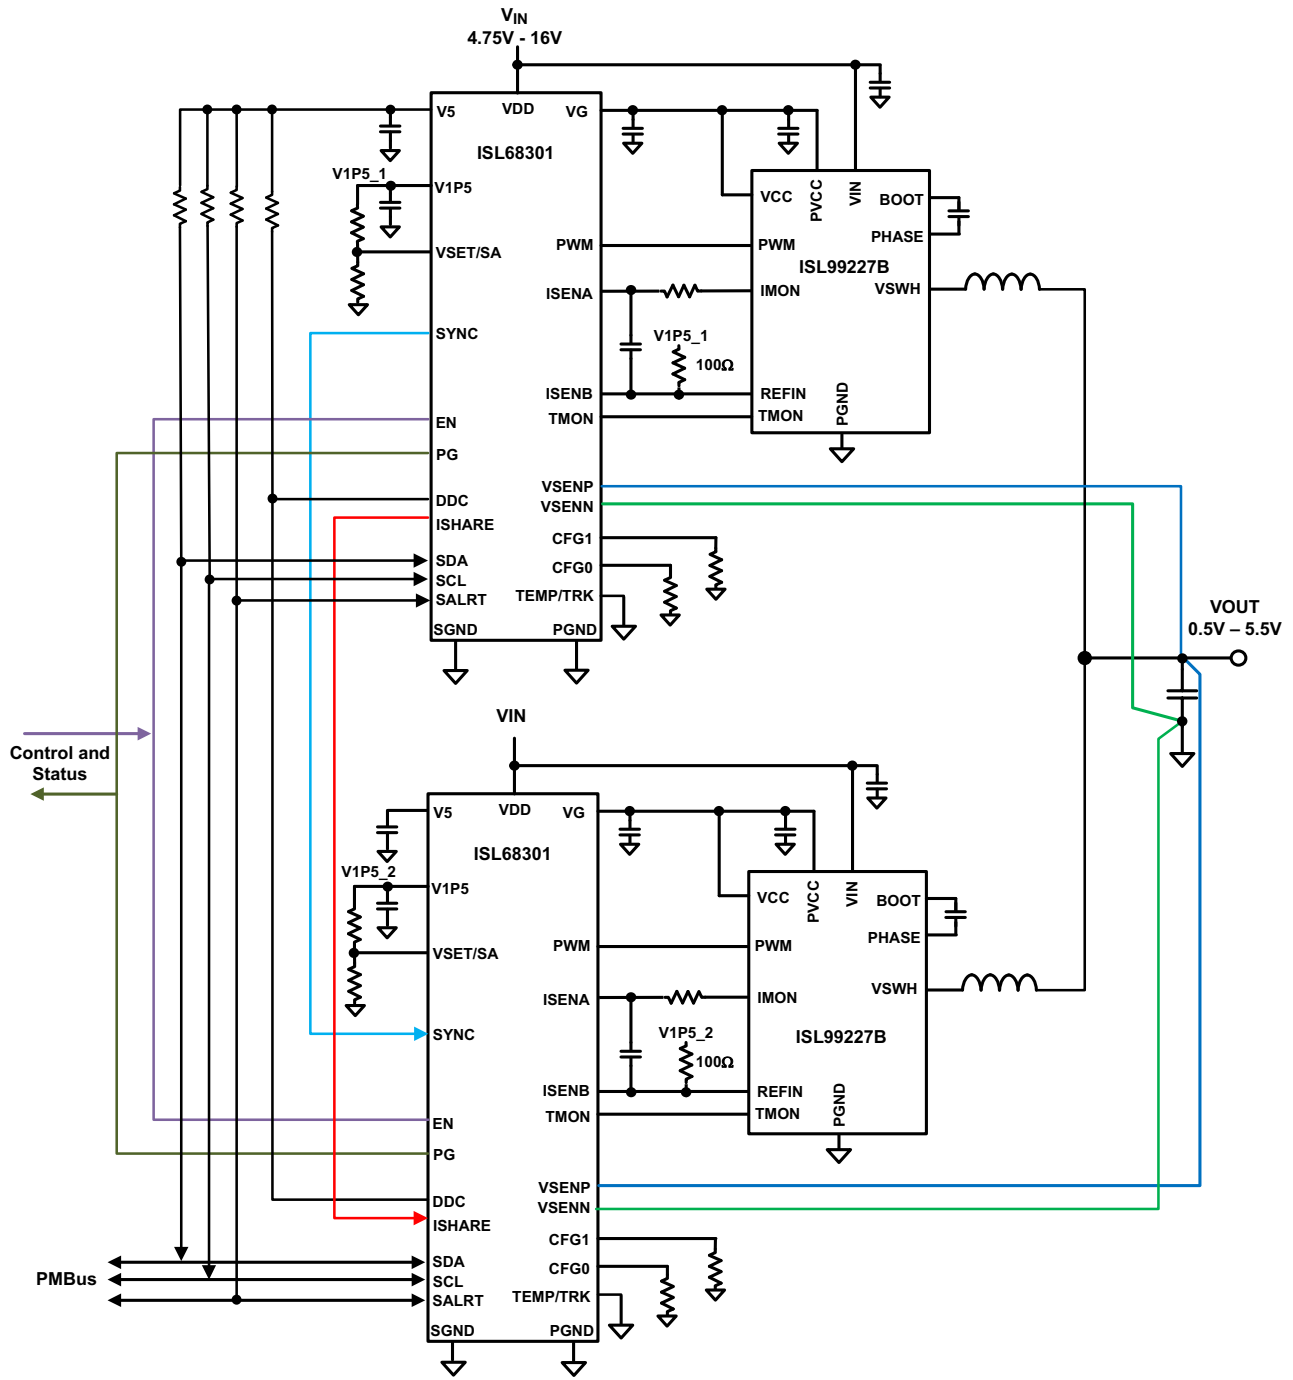 VIN
4.75V - 16V
V5
VDD
VG
ISL68301
V1P5_1
V1P5
VSET/SA
PWM
ISENA
SYNC
ISENB
TMON
EN
PG
VSENP
VSENN
DDC
ISHARE
CFG1
SDA
CFG0
SCL
TEMP/TRK
SALRT
SGND
PGND
VCC
PVCC
VIN
BOOT
PHASE
PWM
ISL99227B
VSWH
IMON
V1P5_1
100Ω
REFIN
TMON
PGND
VOUT
0.5V – 5.5V
Control and
Status
VIN
V5
VDD
VG
ISL68301
V1P5_2
V1P5
VSET/SA
PWM
ISENA
SYNC
ISENB
TMON
EN
PG
VSENP
VSENN
DDC
ISHARE
CFG1
SDA
CFG0
SCL
TEMP/TRK
SALRT
SGND
PGND
VCC
PVCC
VIN
BOOT
PHASE
PWM
VSWH
IMON
ISL99227B
V1P5_2
100Ω
REFIN
TMON
PGND
PMBus